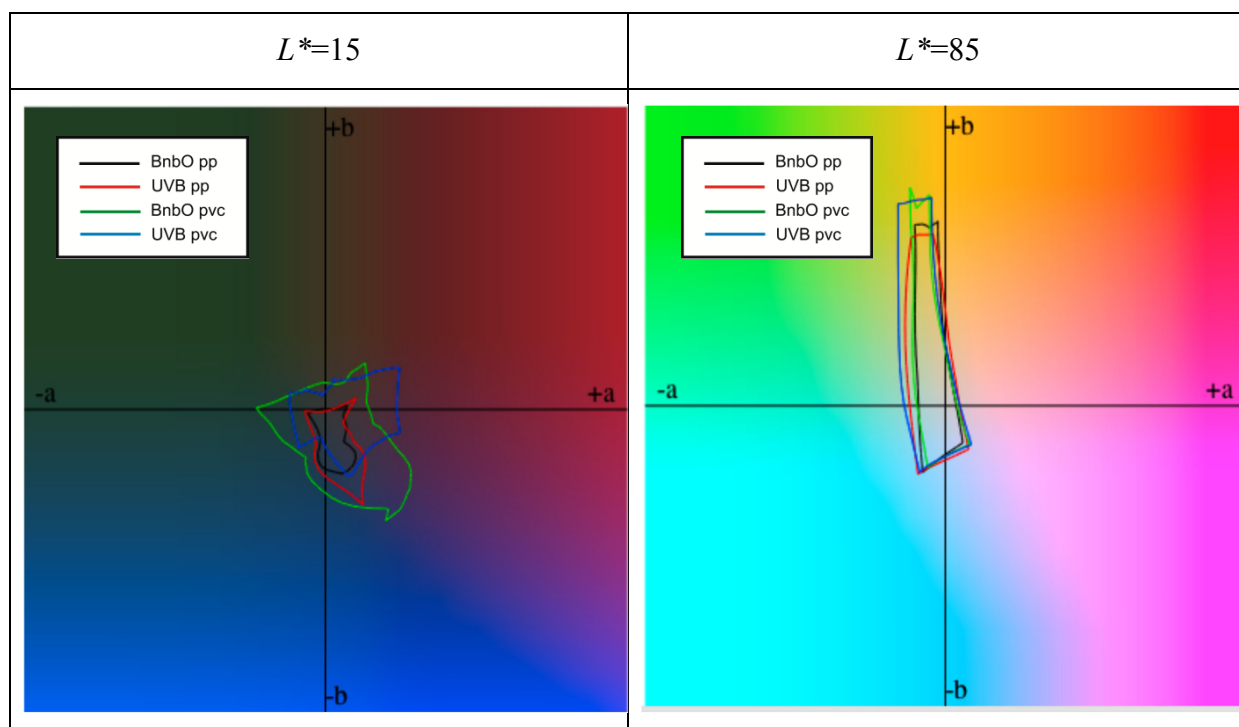 L*=15
L*=85
+b
BnbO pp
UVB pp
BnbO pvc
UVB pvc
-a
+a
-b
+b
BnbO pp
UVB pp
BnbO pvc
UVB pvc
-a
+a
-b